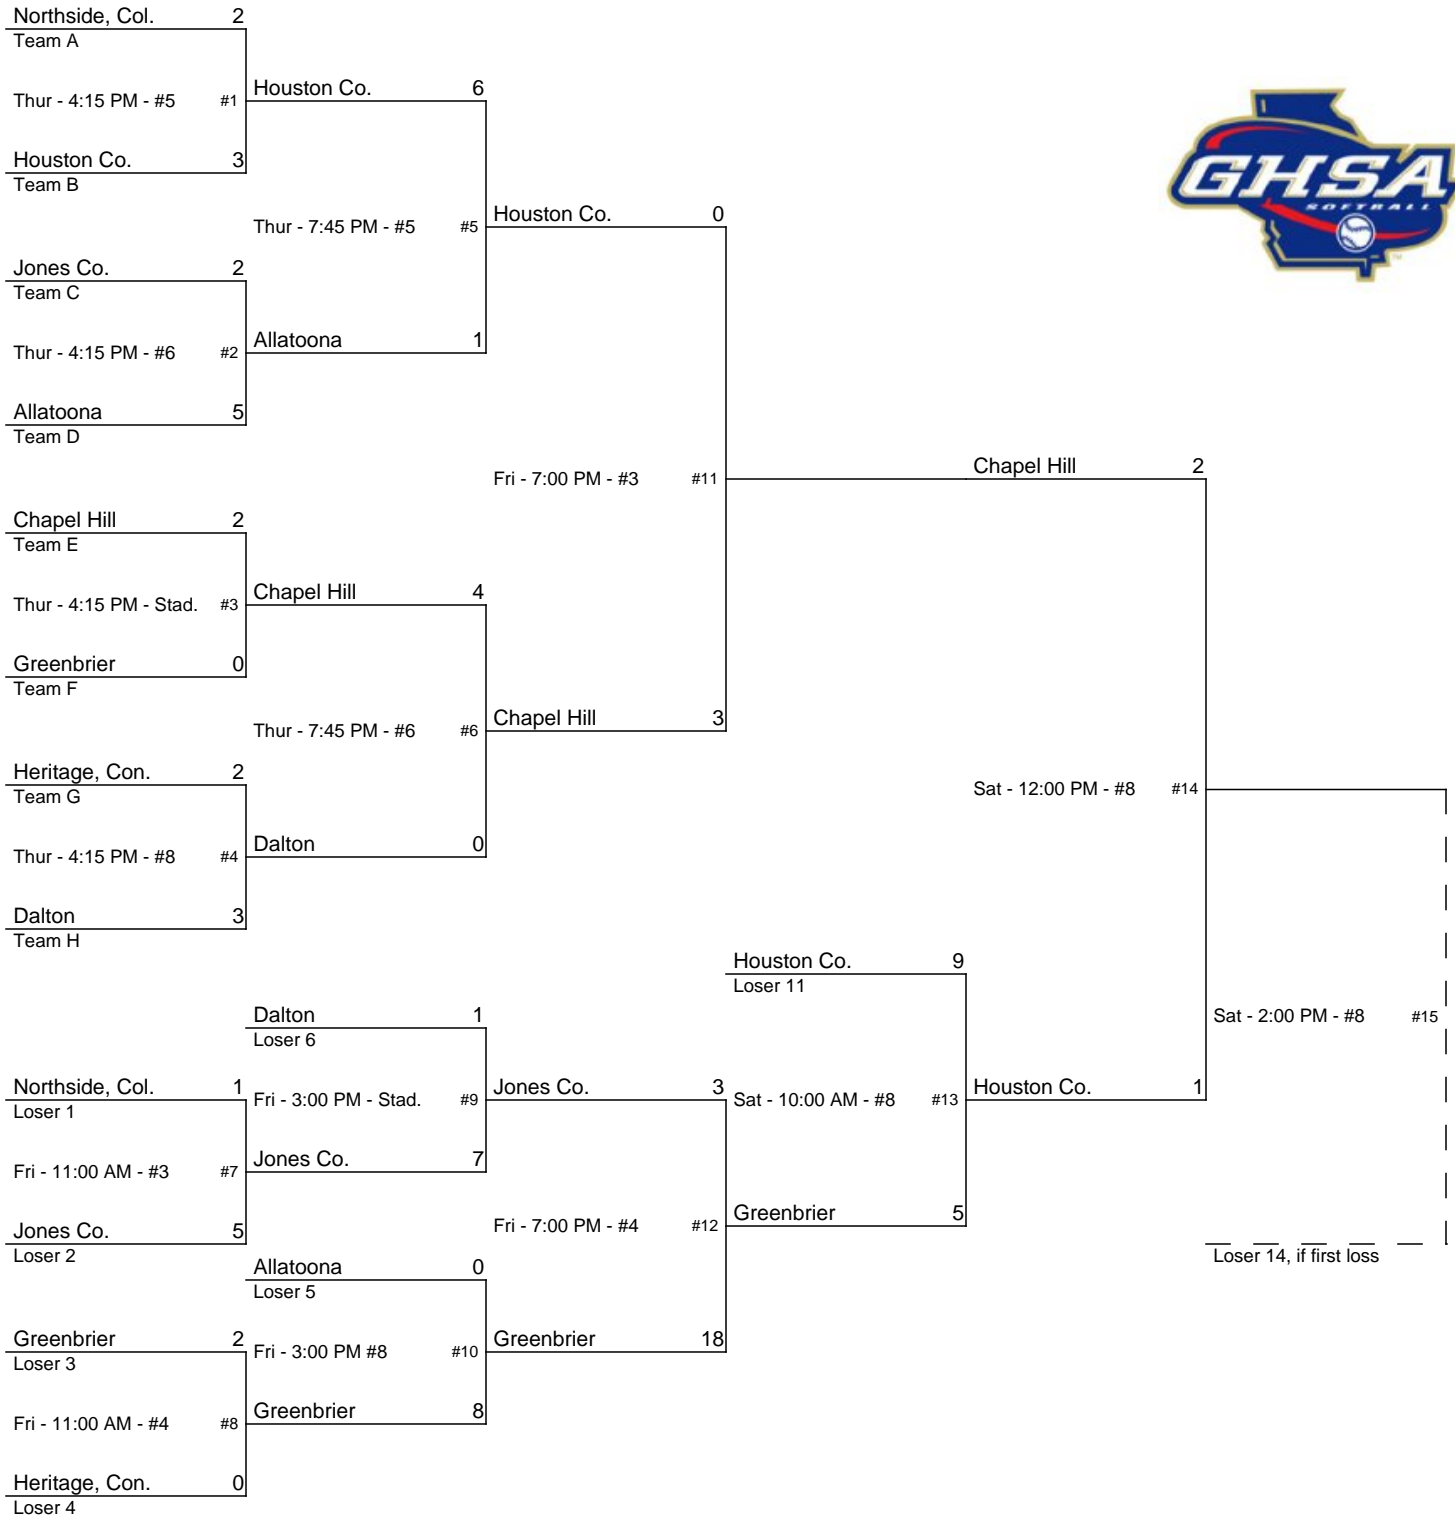 Northside, Col. 2
Team A
Thur - 4:15 PM - #5 #1
Houston Co. 3
Team B
Jones Co. 2
Team C
Thur - 4:15 PM - #6 #2
Allatoona 5
Team D
Chapel Hill 2
Team E
Thur - 4:15 PM - Stad. #3
Greenbrier 0
Team F
Heritage, Con. 2
Team G
Thur - 4:15 PM - #8 #4
Dalton 3
Team H
Houston Co. 6
Thur - 7:45 PM - #5 #5
Allatoona 1
Chapel Hill 4
Thur - 7:45 PM - #6 #6
Dalton 0
Houston Co. 0
Fri - 7:00 PM - #3 #11
Chapel Hill 3
GHSA
SOFTBALL
TM
Chapel Hill 2
Sat - 12:00 PM - #8 #14
Houston Co. 1
Sat - 2:00 PM - #8 #15
Loser 14, if first loss
Northside, Col. 1
Loser 1
Fri - 11:00 AM - #3 #7
Jones Co. 5
Loser 2
Greenbrier 2
Loser 3
Fri - 11:00 AM - #4 #8
Heritage, Con. 0
Loser 4
Dalton 1
Loser 6
Fri - 3:00 PM - Stad. #9
Jones Co. 7
Allatoona 0
Loser 5
Fri - 3:00 PM #8 #10
Greenbrier 8
Jones Co. 3
Fri - 7:00 PM - #4 #12
Greenbrier 18
Houston Co. 9
Loser 11
Sat - 10:00 AM - #8 #13
Greenbrier 5